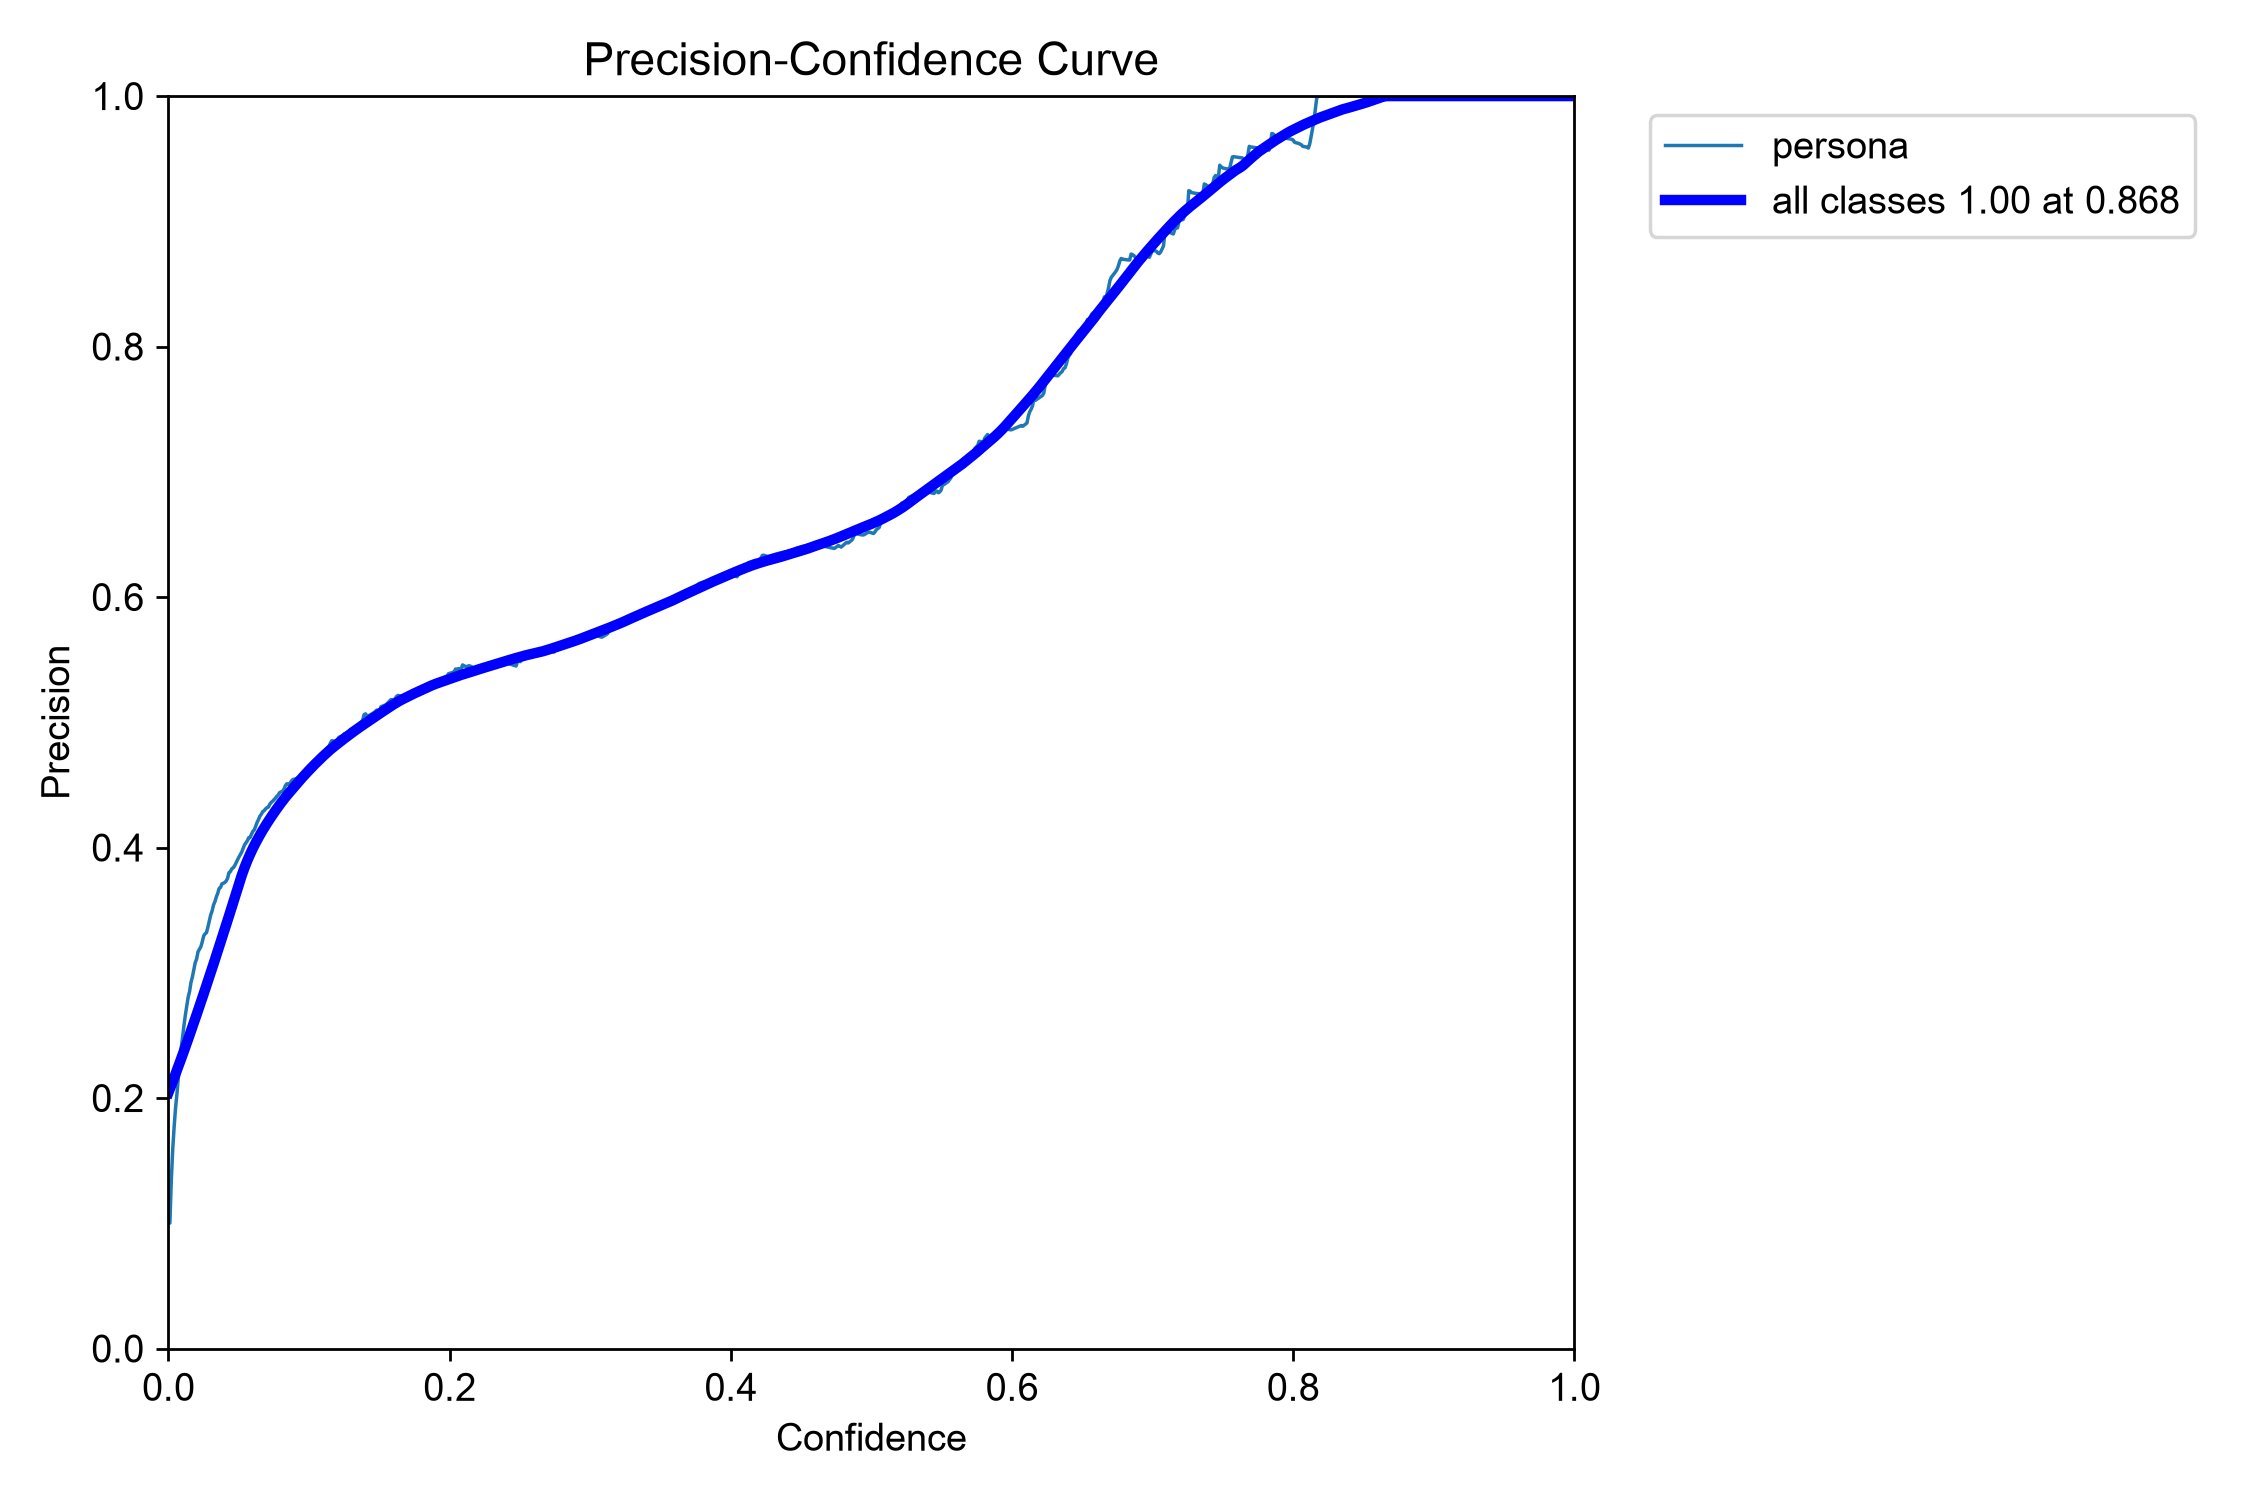 Precision-Confidence Curve
persona
all classes 1.00 at 0.868
1.0
0.8
0.6
0.4
0.2
0.0
Precision
0.0 0.2 0.4 0.6 0.8 1.0
Confidence